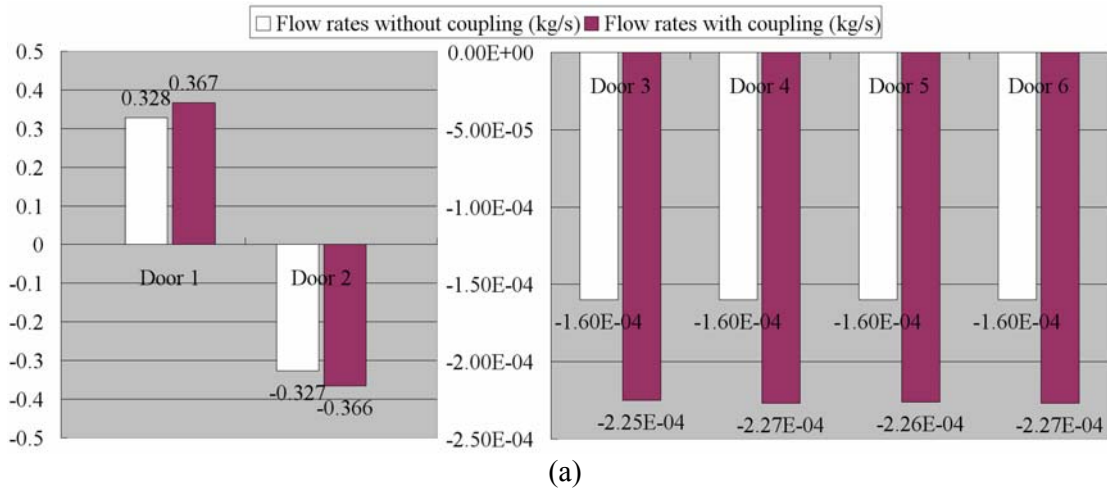 Flow rates without coupling (kg/s) Flow rates with coupling (kg/s)
0.5 0.00E+00
0.4 0.367 Door 3 Door 4 Door 5 Door 6
0.328
0.3 -5.00E-05
0.2
0.1 -1.00E-04
0
-0.1 Door 1 Door 2 -1.50E-04
-1.60E-04 -1.60E-04 -1.60E-04 -1.60E-04
-0.2
-0.3 -2.00E-04
-0.327
-0.4 -0.366
-2.25E-04 -2.27E-04 -2.26E-04 -2.27E-04
-0.5 -2.50E-04
(a)